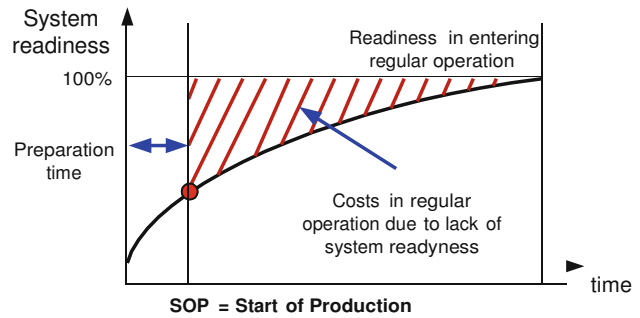 System
readiness
Readiness in entering
regular operation
100%
Preparation
time
Costs in regular
operation due to lack of
system readyness
time
SOP = Start of Production